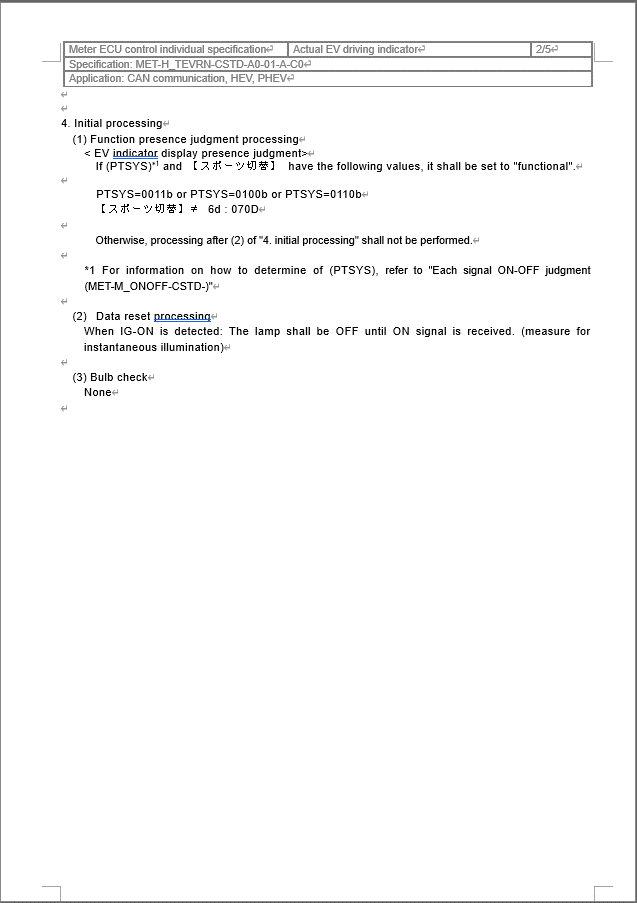 Meter ECU control individual specification↵ Actual EV driving indicator↵ 2/5↵
Specification: MET-H_TEVRN-CSTD-A0-01-A-C0↵
Application: CAN communication, HEV, PHEV↵
↵
↵
4. Initial processing↵
(1) Function presence judgment processing↵
< EV indicator display presence judgment>↵
If (PTSYS)*1 and 【スポーツ切替】 have the following values, it shall be set to "functional".↵
↵
PTSYS=0011b or PTSYS=0100b or PTSYS=0110b↵
【スポーツ切替】≠ 6d : 070D↵
↵
Otherwise, processing after (2) of "4. initial processing" shall not be performed.↵
↵
*1 For information on how to determine of (PTSYS), refer to "Each signal ON-OFF judgment
(MET-M_ONOFF-CSTD-)"↵
↵
(2) Data reset processing↵
When IG-ON is detected: The lamp shall be OFF until ON signal is received. (measure for
instantaneous illumination)↵
↵
(3) Bulb check↵
None↵
↵